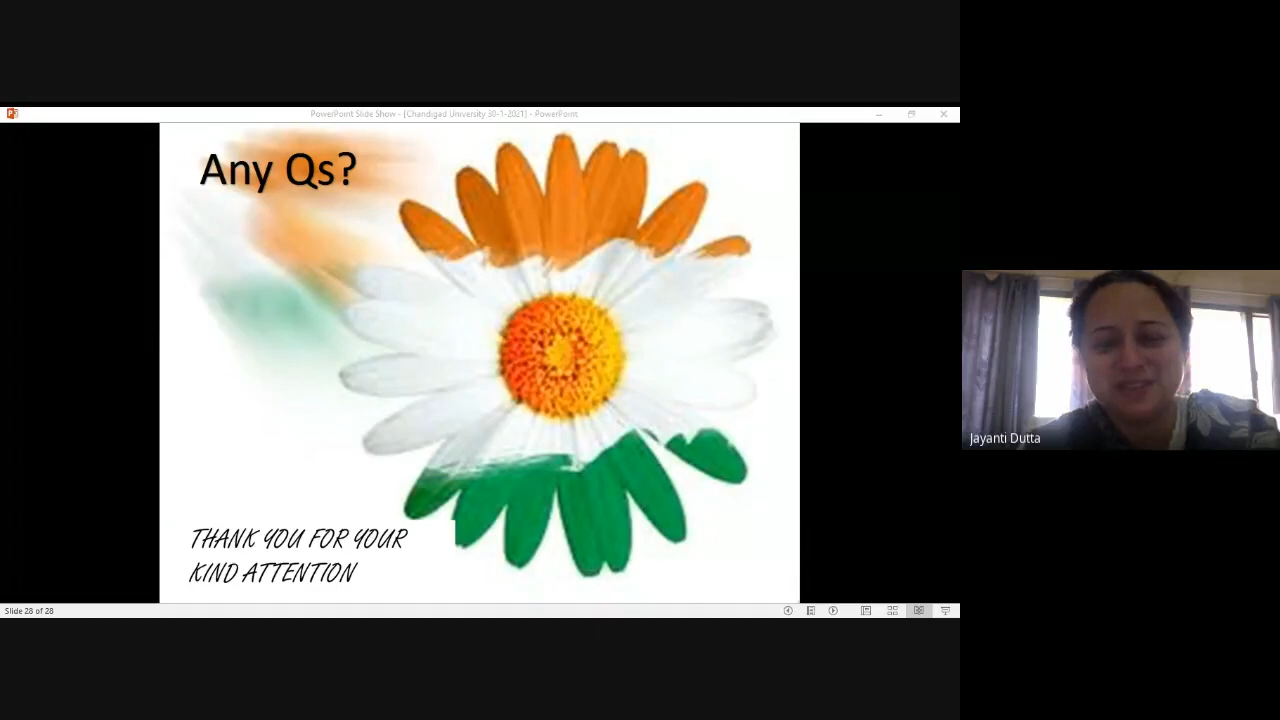 PowerPoint Slide Show - [Chandigad University 30-1-2021] - PowerPoint
Any Qs?
THANK YOU FOR YOUR
KIND ATTENTION
Jayanti Dutta
Slide 28 of 28